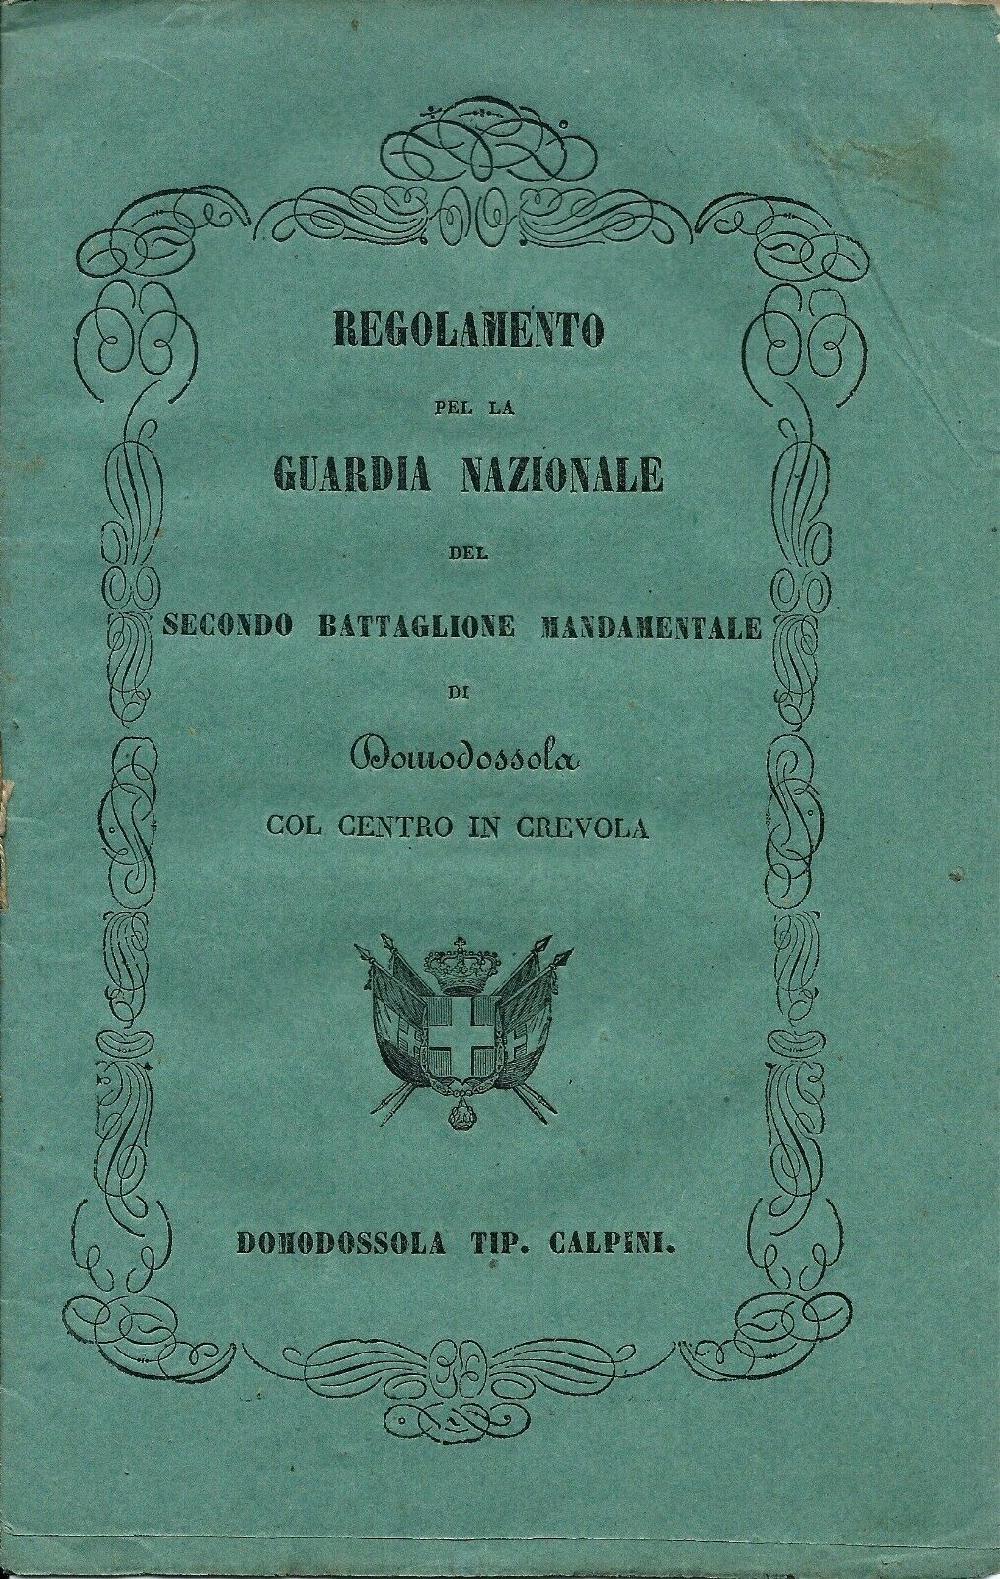 REGOLAMENTO
PEL LA
GUARDIA NAZIONALE
DEL
SECONDO BATTAGLIONE MANDAMENTALE
DI
Domodossola
COL CENTRO IN CREVOLA
DOMODOSSOLA TIP. CALPINI.